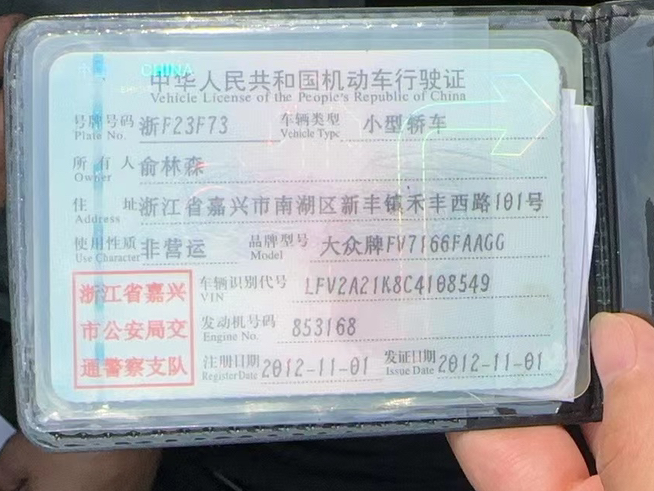 CHINA
中华人民共和国机动车行驶证
Vehicle License of the People's Republic of China
号牌号码 浙F23F73 车辆类型 小型轿车
Plate No. Vehicle Type
所有人 俞林森
Owner
住址 浙江省嘉兴市南湖区新丰镇禾丰西路101号
Address
使用性质 非营运 品牌型号 大众牌FV7166FAAGG
Use Character Model
浙江省嘉兴
市公安局交
通警察支队
车辆识别代号 LFV2A21K8C4108549
VIN
发动机号码 853168
Engine No.
注册日期 2012-11-01 发证日期 2012-11-01
Register Date Issue Date